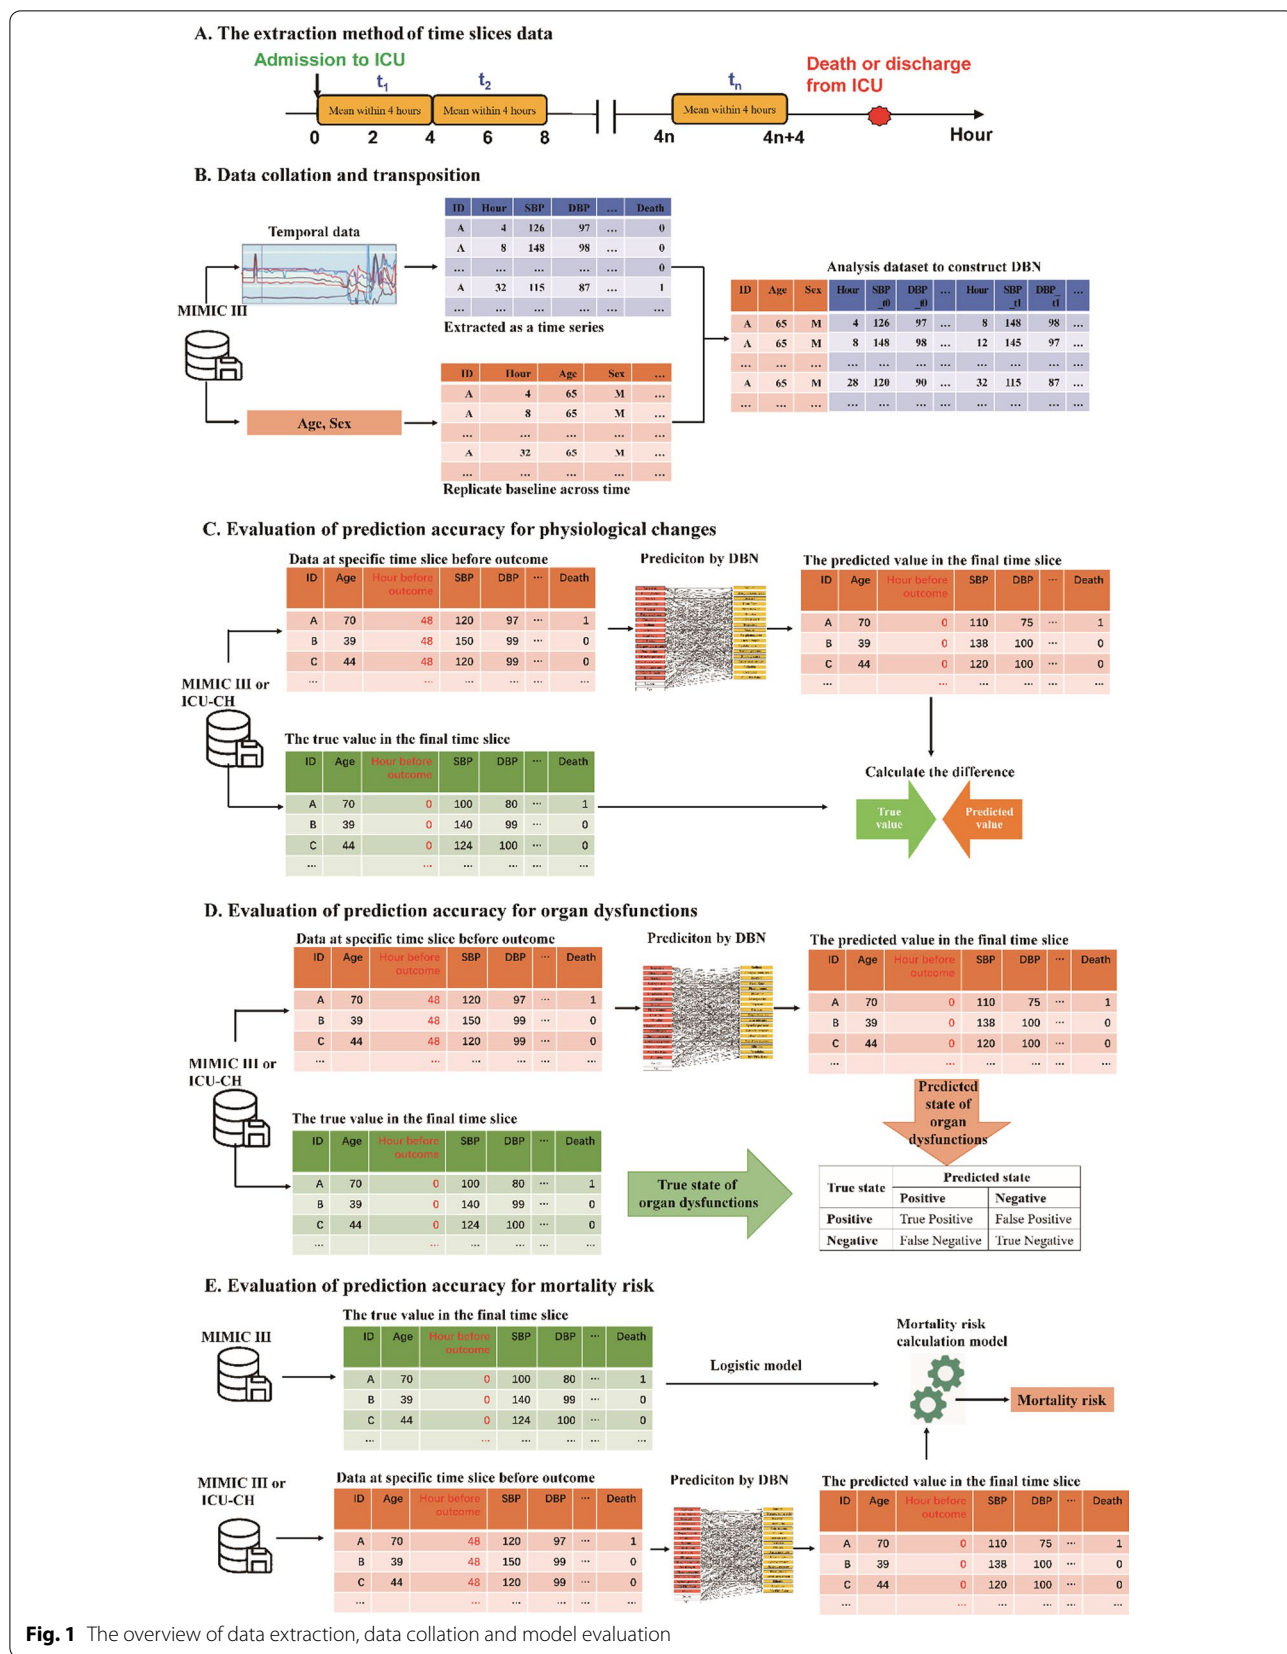 A. The extraction method of time slices data
Admission to ICU
t1
t2
tn
Death or discharge
from ICU
Mean within 4 hours
Mean within 4 hours
Mean within 4 hours
0 2 4 6 8 4n 4n+4 Hour
B. Data collation and transposition
Temporal data
MIMIC III
Age, Sex
ID Hour SBP DBP ... Death
A 4 126 97 ... 0
A 8 148 98 ... 0
... ... ... ... 0
A 32 115 87 ... 1
... ... ... ... ... ...
Extracted as a time series
ID Hour Age Sex ...
A 4 65 M ...
A 8 65 M ...
... ... ... ... ...
A 32 65 M ...
... ... ... ... ...
Replicate baseline across time
Analysis dataset to construct DBN
ID Age Sex Hour SBP _t0 DBP _t0 ... Hour SBP _t1 DBP_ t1 ...
A 65 M 4 126 97 ... 8 148 98 ...
A 65 M 8 148 98 ... 12 145 97 ...
... ... ... ... ... ... ... ... ... ... ...
A 65 M 28 120 90 ... 32 115 87 ...
... ... ... ... ... ... ... ... ... ... ...
C. Evaluation of prediction accuracy for physiological changes
MIMIC III or
ICU-CH
Data at specific time slice before outcome
ID Age Hour before outcome SBP DBP ... Death
A 70 48 120 97 ... 1
B 39 48 150 99 ... 0
C 44 48 120 99 ... 0
... ... ... ... ...
Prediciton by DBN
The predicted value in the final time slice
ID Age Hour before outcome SBP DBP ... Death
A 70 0 110 75 ... 1
B 39 0 138 100 ... 0
C 44 0 120 100 ... 0
... ... ... ... ...
The true value in the final time slice
ID Age Hour before outcome SBP DBP ... Death
A 70 0 100 80 ... 1
B 39 0 140 99 ... 0
C 44 0 124 100 ... 0
... ... ... ... ...
Calculate the difference
True
value
Predicted
value
D. Evaluation of prediction accuracy for organ dysfunctions
MIMIC III or
ICU-CH
Data at specific time slice before outcome
ID Age Hour before outcome SBP DBP ... Death
A 70 48 120 97 ... 1
B 39 48 150 99 ... 0
C 44 48 120 99 ... 0
... ... ... ... ...
Prediciton by DBN
The predicted value in the final time slice
ID Age Hour before outcome SBP DBP ... Death
A 70 0 110 75 ... 1
B 39 0 138 100 ... 0
C 44 0 120 100 ... 0
... ... ... ... ...
Predicted
state of
organ
dysfunctions
The true value in the final time slice
ID Age Hour before outcome SBP DBP ... Death
A 70 0 100 80 ... 1
B 39 0 140 99 ... 0
C 44 0 124 100 ... 0
... ... ... ... ...
True state of
organ dysfunctions
True state Predicted state
Positive Negative
Positive True Positive False Positive
Negative False Negative True Negative
E. Evaluation of prediction accuracy for mortality risk
MIMIC III
The true value in the final time slice
ID Age Hour before outcome SBP DBP ... Death
A 70 0 100 80 ... 1
B 39 0 140 99 ... 0
C 44 0 124 100 ... 0
... ... ... ... ... ...
Logistic model
Mortality risk
calculation model
Mortality risk
MIMIC III or
ICU-CH
Data at specific time slice before outcome
ID Age Hour before outcome SBP DBP ... Death
A 70 48 120 97 ... 1
B 39 48 150 99 ... 0
C 44 48 120 99 ... 0
... ... ... ... ...
Prediciton by DBN
The predicted value in the final time slice
ID Age Hour before outcome SBP DBP ... Death
A 70 0 110 75 ... 1
B 39 0 138 100 ... 0
C 44 0 120 100 ... 0
... ... ... ... ...
Fig. 1 The overview of data extraction, data collation and model evaluation